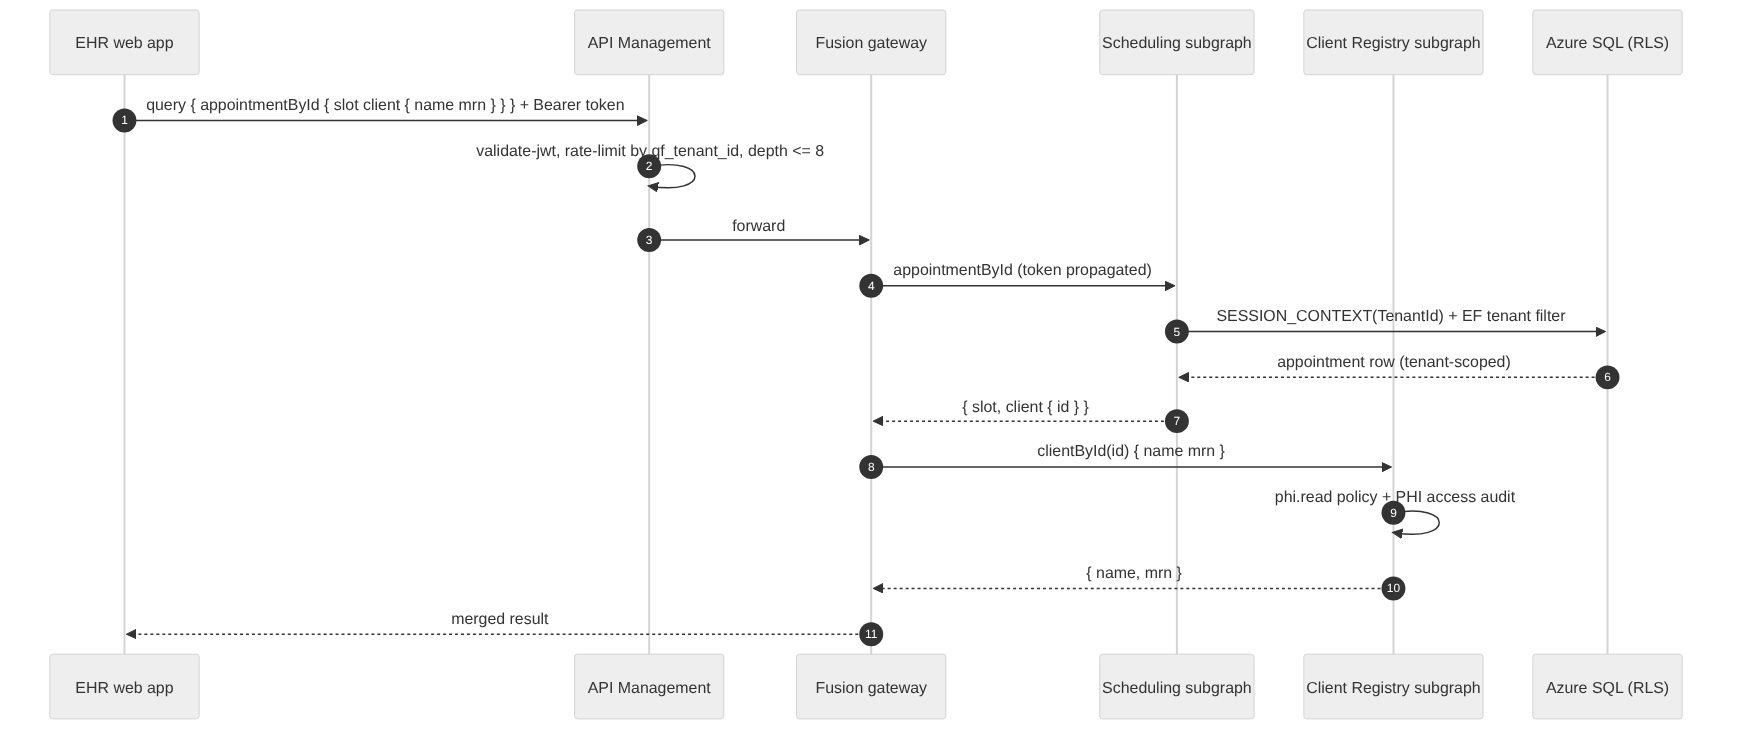 EHR web app
API Management
Fusion gateway
Scheduling subgraph
Client Registry subgraph
Azure SQL (RLS)
1
query { appointmentById { slot client { name mrn } } } + Bearer token
validate-jwt, rate-limit by gf_tenant_id, depth <= 8
2
forward
3
appointmentById (token propagated)
4
SESSION_CONTEXT(TenantId) + EF tenant filter
5
appointment row (tenant-scoped)
6
{ slot, client { id } }
7
clientById(id) { name mrn }
8
phi.read policy + PHI access audit
9
{ name, mrn }
10
merged result
11
EHR web app
API Management
Fusion gateway
Scheduling subgraph
Client Registry subgraph
Azure SQL (RLS)